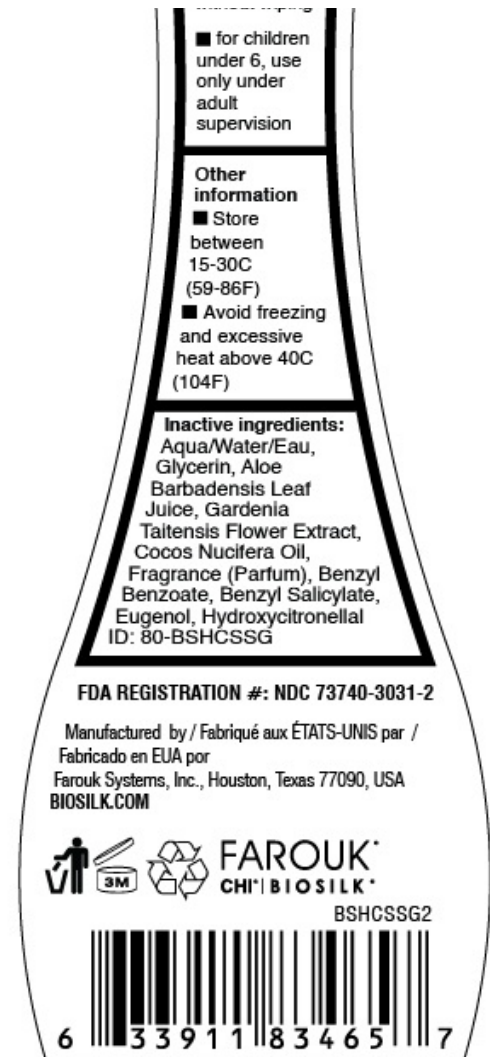 ■ for children
under 6, use
only under
adult
supervision
Other
information
■ Store
between
15-30C
(59-86F)
■ Avoid freezing
and excessive
heat above 40C
(104F)
Inactive ingredients:
Aqua/Water/Eau,
Glycerin, Aloe
Barbadensis Leaf
Juice, Gardenia
Taitensis Flower Extract,
Cocos Nucifera Oil,
Fragrance (Parfum), Benzyl
Benzoate, Benzyl Salicylate,
Eugenol, Hydroxycitronellal
ID: 80-BSHCSSG
FDA REGISTRATION #: NDC 73740-3031-2
Manufactured by / Fabriqué aux ÉTATS-UNIS par /
Fabricado en EUA por
Farouk Systems, Inc., Houston, Texas 77090, USA
BIOSILK.COM
3M
FAROUK
CHI | BIOSILK
BSHCSSG2
6 33911 83465 7